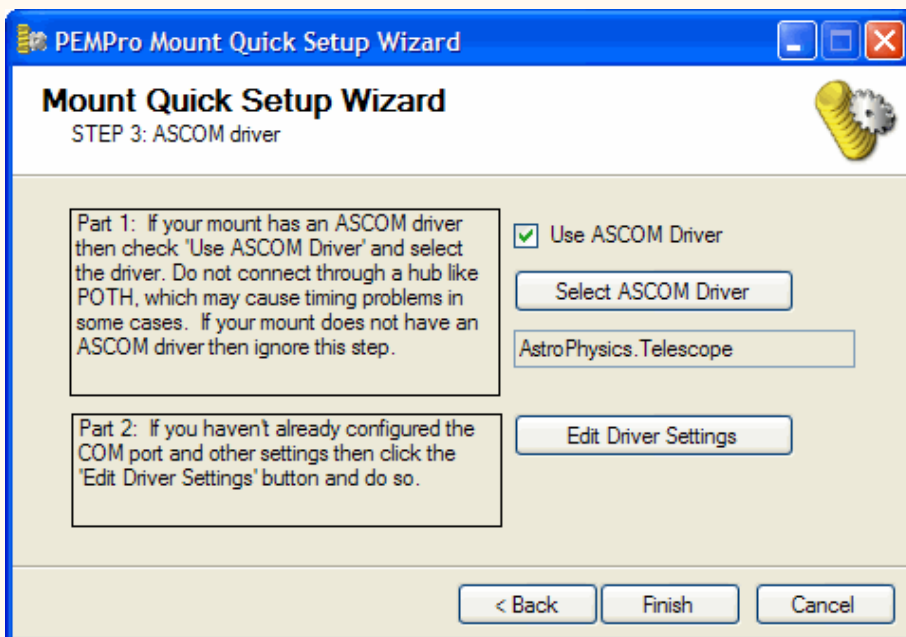 PEMPro Mount Quick Setup Wizard
Mount Quick Setup Wizard
STEP 3: ASCOM driver
Part 1:  If your mount has an ASCOM driver
then check 'Use ASCOM Driver' and select
the driver. Do not connect through a hub like
POTH, which may cause timing problems in
some cases.  If your mount does not have an
ASCOM driver then ignore this step.
Use ASCOM Driver
Select ASCOM Driver
AstroPhysics.Telescope
Part 2:  If you haven't already configured the
COM port and other settings then click the
'Edit Driver Settings' button and do so.
Edit Driver Settings
< Back
Finish
Cancel